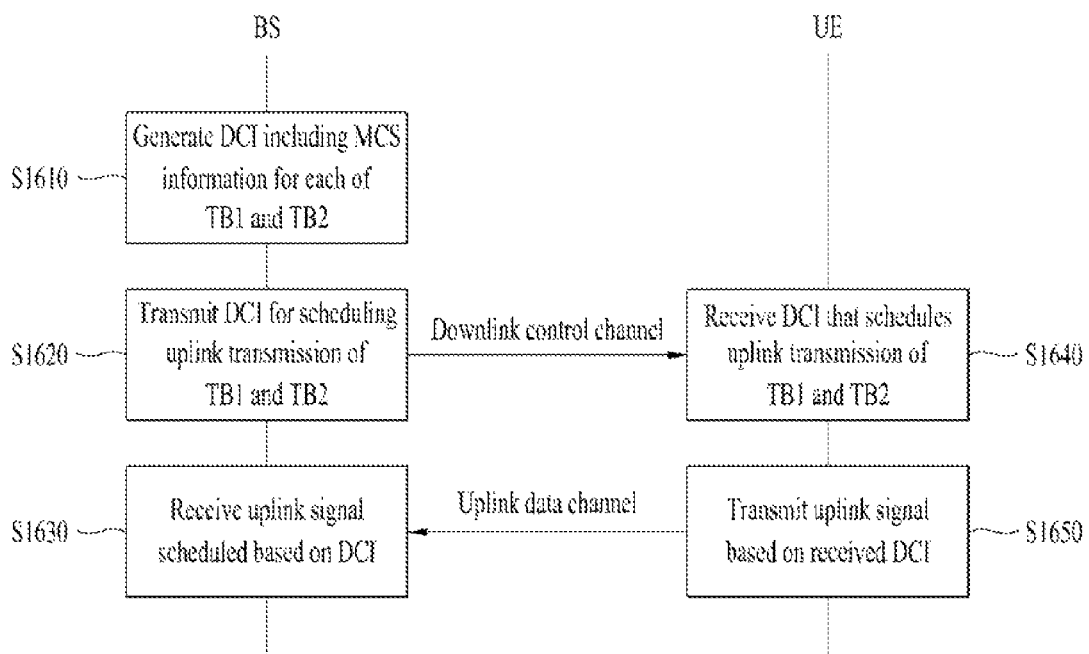 BS
UE
S1610
Generate DCI including MCS
information for each of
TB1 and TB2
S1620
Transmit DCI for scheduling
uplink transmission of
TB1 and TB2
Downlink control channel
Receive DCI that schedules
uplink transmission of
TB1 and TB2
S1640
S1630
Receive uplink signal
scheduled based on DCI
Uplink data channel
Transmit uplink signal
based on received DCI
S1650